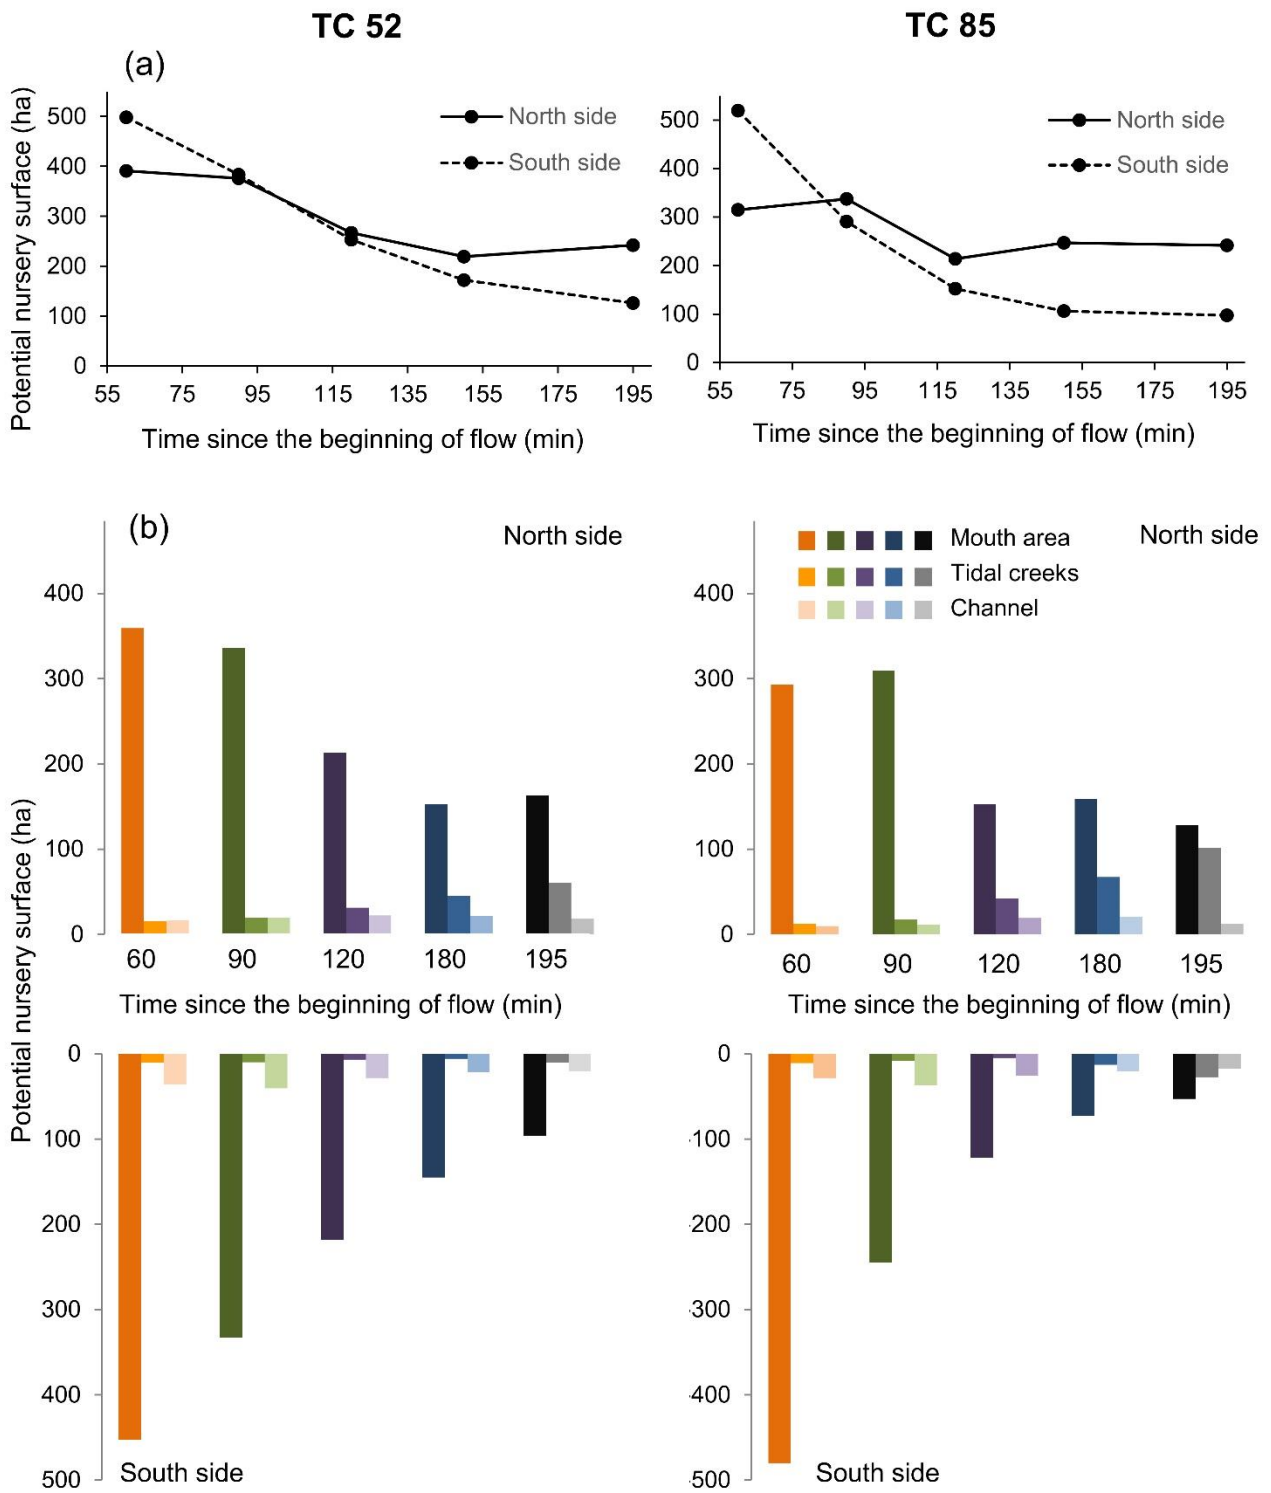 TC 52
TC 85
(a)
Potential nursery surface (ha)
500
400
300
200
100
0
North side
South side
55 75 95 115 135 155 175 195
Time since the beginning of flow (min)
500
400
300
200
100
0
North side
South side
55 75 95 115 135 155 175 195
Time since the beginning of flow (min)
(b)
Potential nursery surface (ha)
North side
400
300
200
100
0
60 90 120 180 195
Time since the beginning of flow (min)
North side
Mouth area
Tidal creeks
Channel
400
300
200
100
0
60 90 120 180 195
Time since the beginning of flow (min)
0
100
200
300
400
500
South side
0
100
200
300
400
500
South side